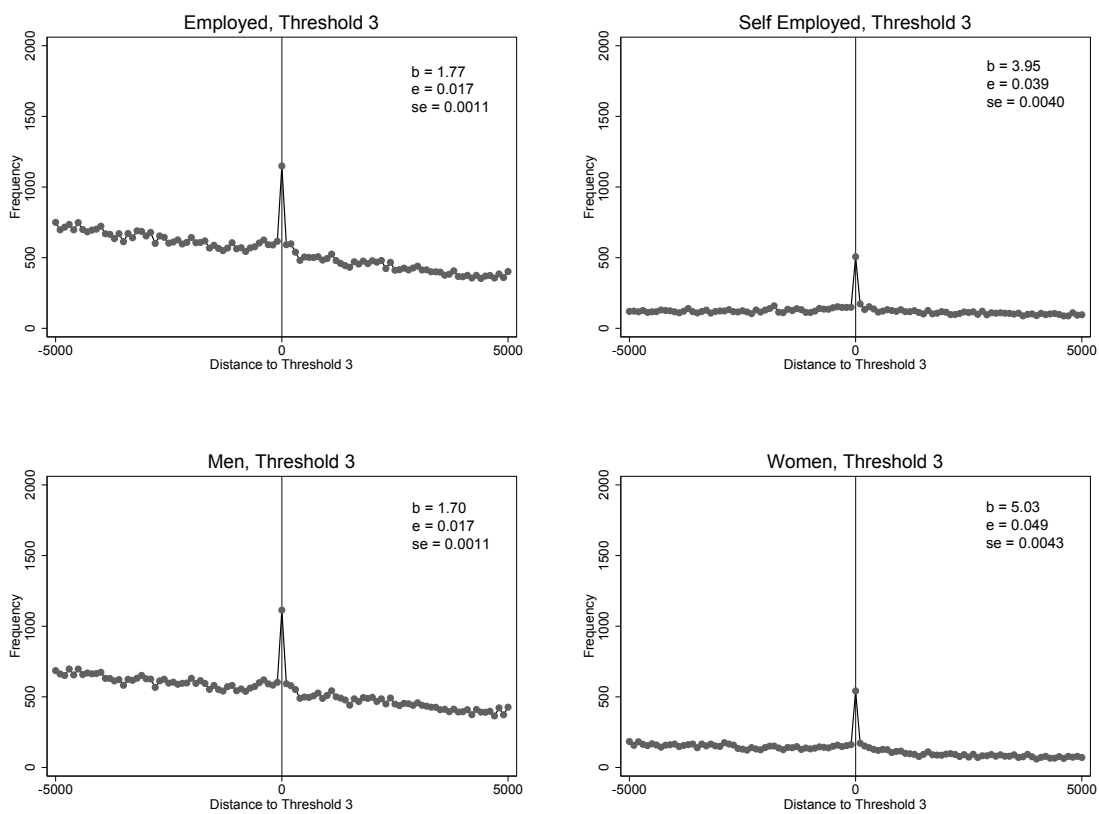 Employed, Threshold 3
b = 1.77
e = 0.017
se = 0.0011
Frequency
0
500
1000
1500
2000
-5000
0
5000
Distance to Threshold 3
Self Employed, Threshold 3
b = 3.95
e = 0.039
se = 0.0040
Frequency
0
500
1000
1500
2000
-5000
0
5000
Distance to Threshold 3
Men, Threshold 3
b = 1.70
e = 0.017
se = 0.0011
Frequency
0
500
1000
1500
2000
-5000
0
5000
Distance to Threshold 3
Women, Threshold 3
b = 5.03
e = 0.049
se = 0.0043
Frequency
0
500
1000
1500
2000
-5000
0
5000
Distance to Threshold 3